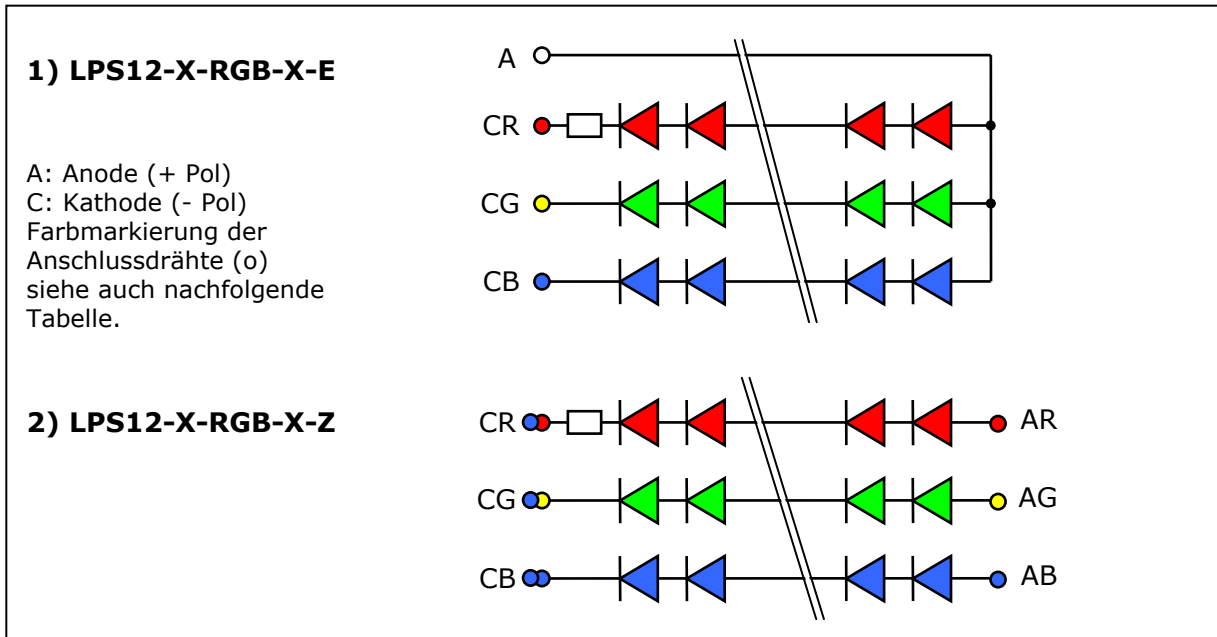 1) LPS12-X-RGB-X-E
A
CR
CG
CB
A: Anode (+ Pol)
C: Kathode (- Pol)
Farbmarkierung der
Anschlussdrähte (o)
siehe auch nachfolgende
Tabelle.
2) LPS12-X-RGB-X-Z
CR
AR
CG
AG
CB
AB